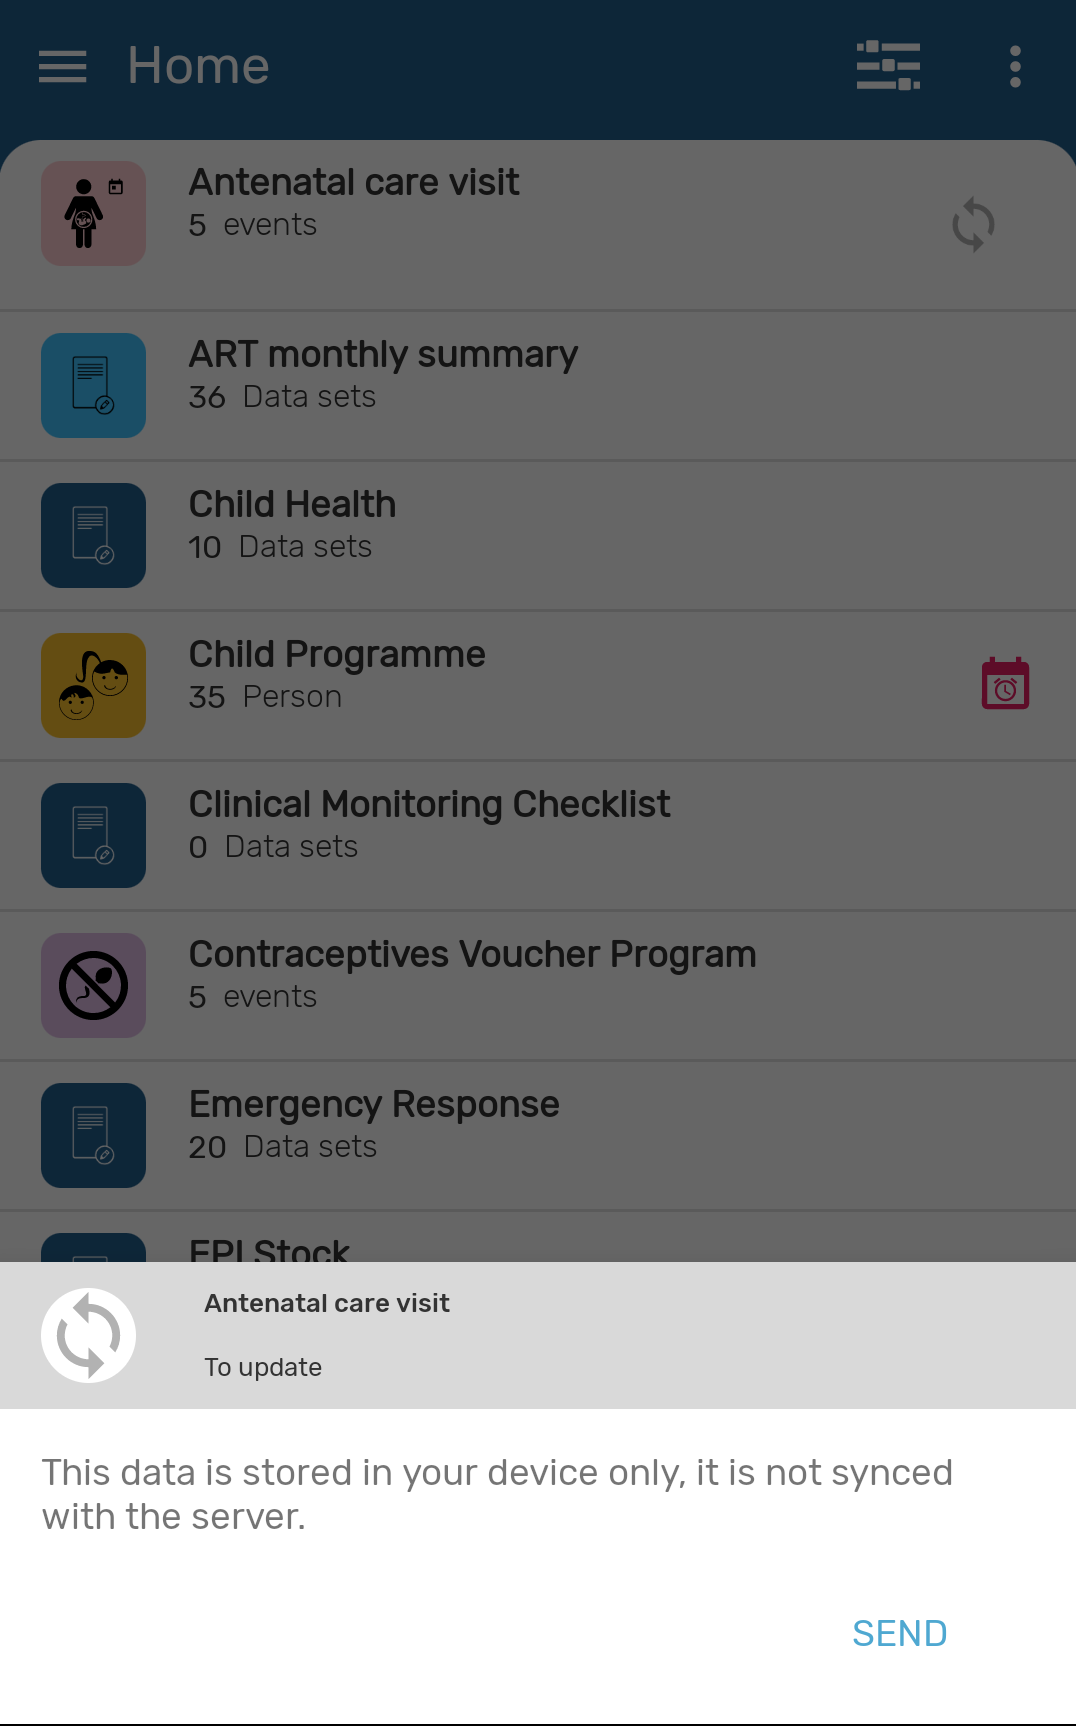 Home
Antenatal care visit
5 events
ART monthly summary
36 Data sets
Child Health
10 Data sets
Child Programme
35 Person
Clinical Monitoring Checklist
0 Data sets
Contraceptives Voucher Program
5 events
Emergency Response
20 Data sets
EPI Stock
Antenatal care visit
To update
This data is stored in your device only, it is not synced
with the server.
SEND